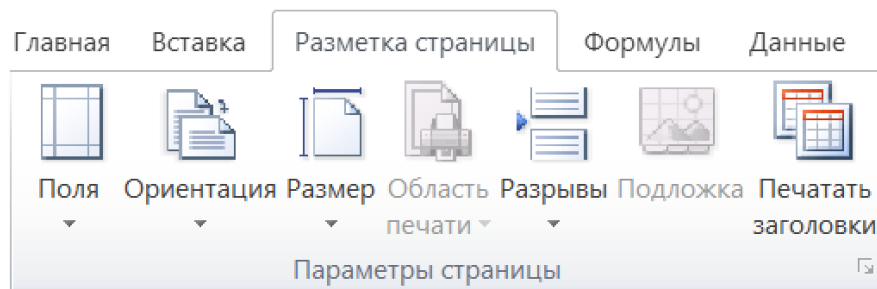 Главная Вставка Разметка страницы Формулы Данные
Поля Ориентация Размер Область печати Разрывы Подложка Печатать заголовки
Параметры страницы